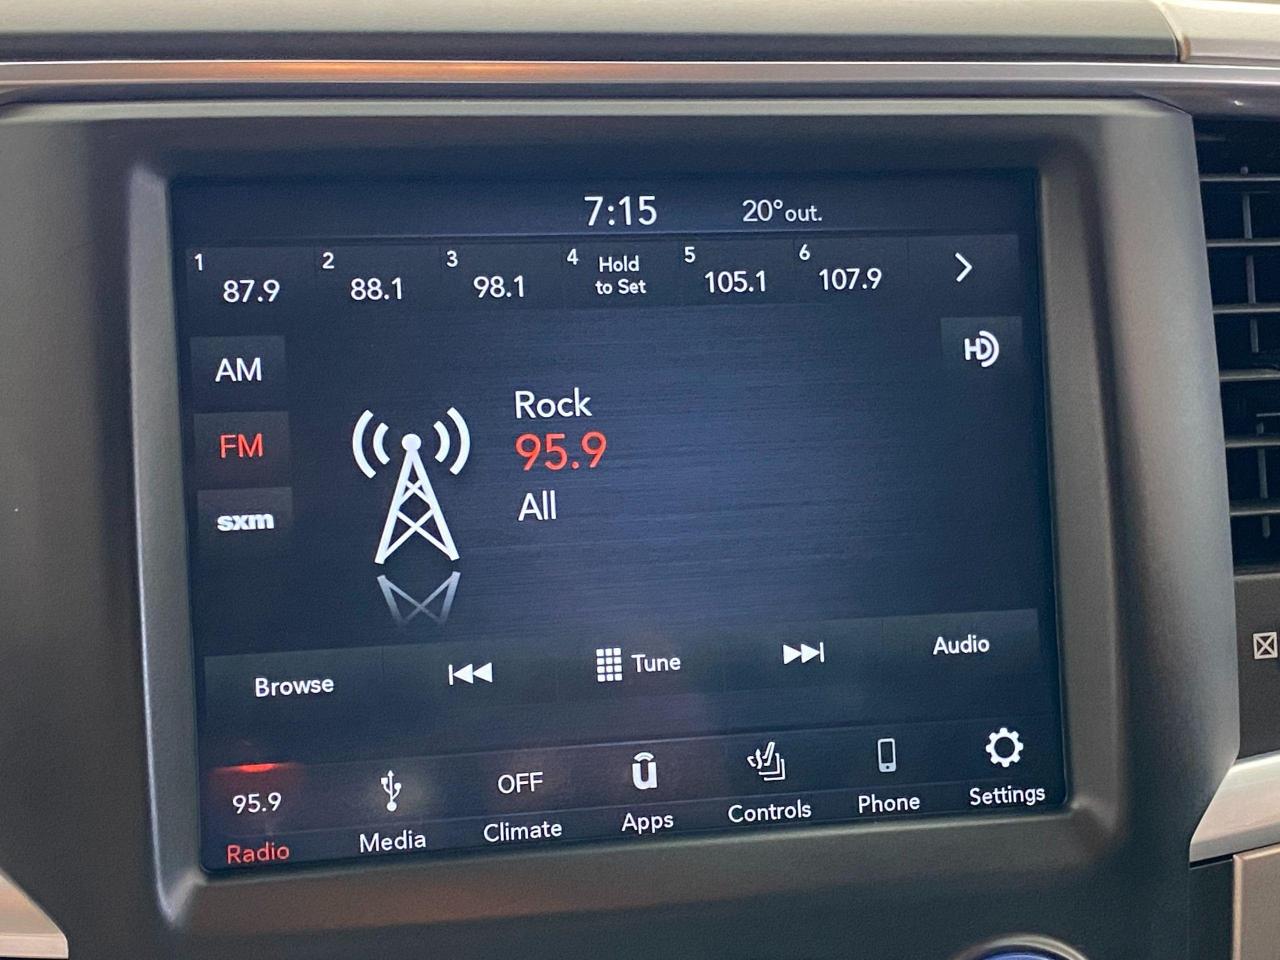 7:15 20° out.
1 87.9 2 88.1 3 98.1 4 Hold to Set 5 105.1 6 107.9
HD
AM
FM
sxm
Rock
95.9
All
Browse Tune Audio
95.9 OFF
Radio Media Climate Apps Controls Phone Settings